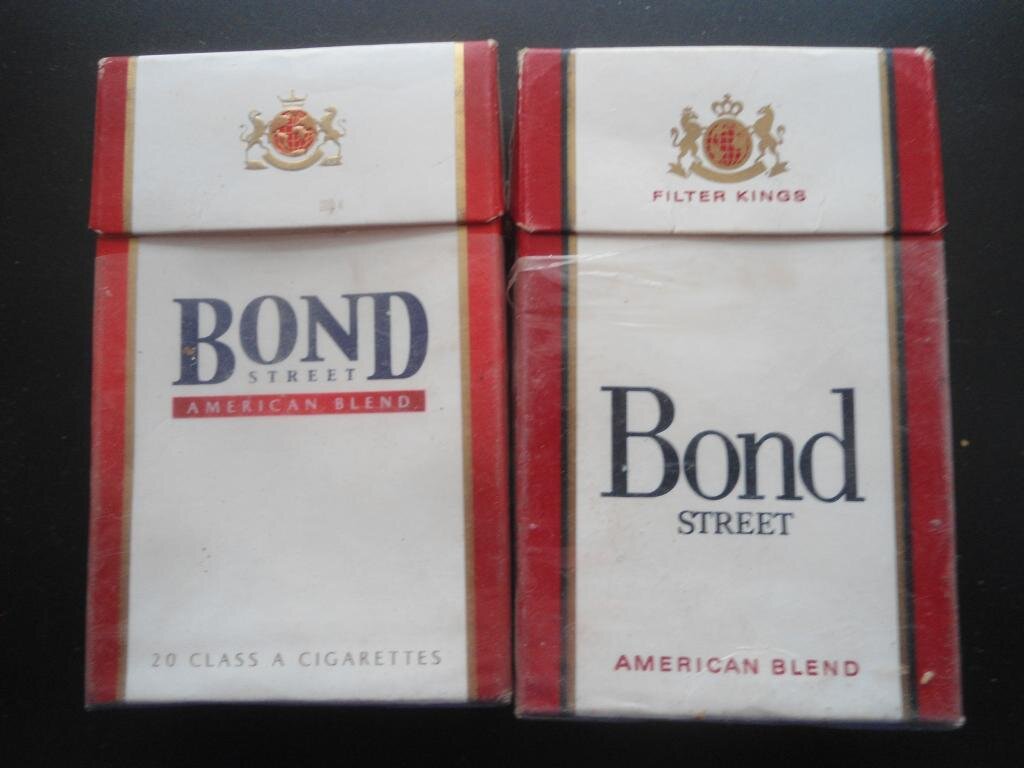 BOND
STREET
AMERICAN BLEND
20 CLASS A CIGARETTES
FILTER KINGS
Bond
STREET
AMERICAN BLEND